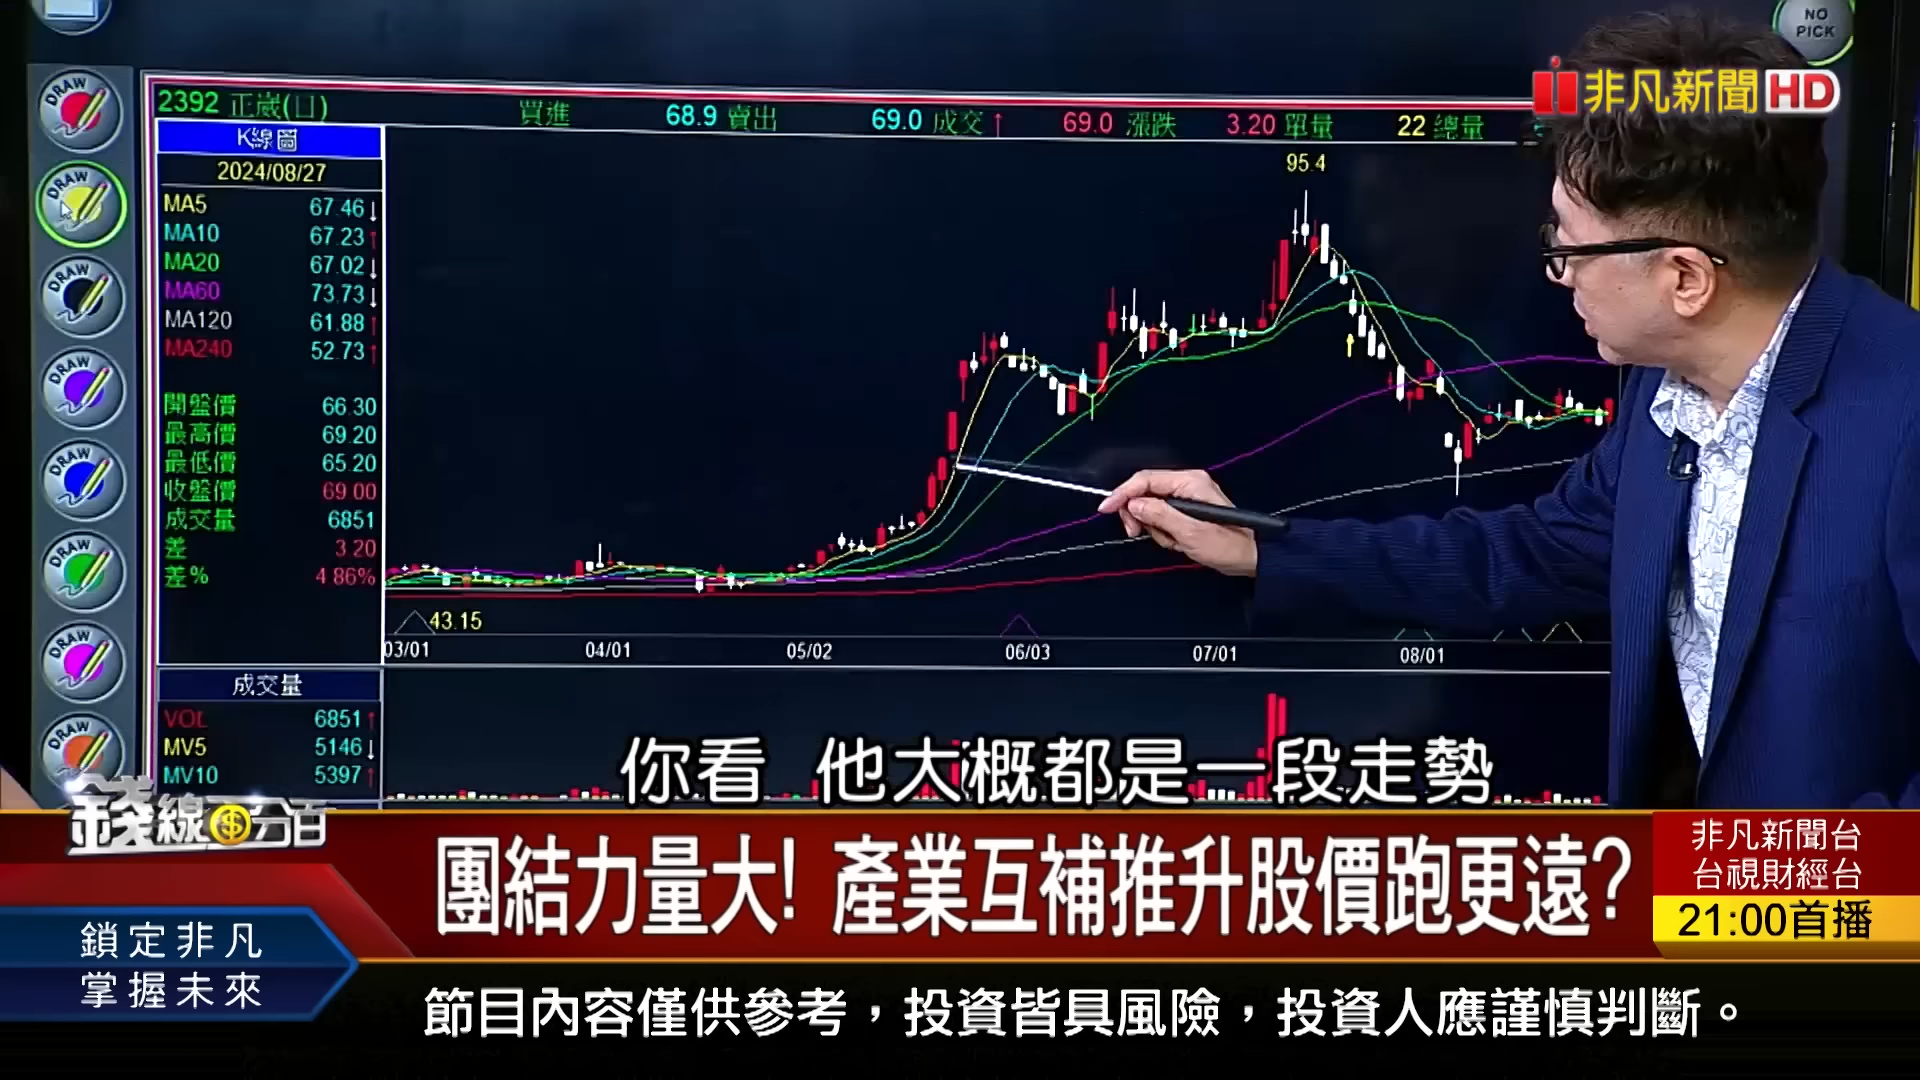 NO
PICK
非凡新聞HD
DRAW
DRAW
DRAW
DRAW
DRAW
DRAW
DRAW
DRAW
2392 正崴(日) 買進 68.9 賣出 69.0 成交↑ 69.0 漲跌 3.20 單量 22 總量
K線圖
2024/08/27
MA5 67.46↓
MA10 67.23↑
MA20 67.02↓
MA60 73.73↓
MA120 61.88↑
MA240 52.73↑
開盤價 66.30
最高價 69.20
最低價 65.20
收盤價 69.00
成交量 6851
差 3.20
差% 4.86%
95.4
43.15
03/01 04/01 05/02 06/03 07/01 08/01
成交量
VOL 6851↑
MV5 5146↓
MV10 5397↑
你看 他大概都是一段走勢
錢線百分百
團結力量大! 產業互補推升股價跑更遠?
非凡新聞台
台視財經台
21:00首播
鎖定非凡
掌握未來
節目內容僅供參考，投資皆具風險，投資人應謹慎判斷。